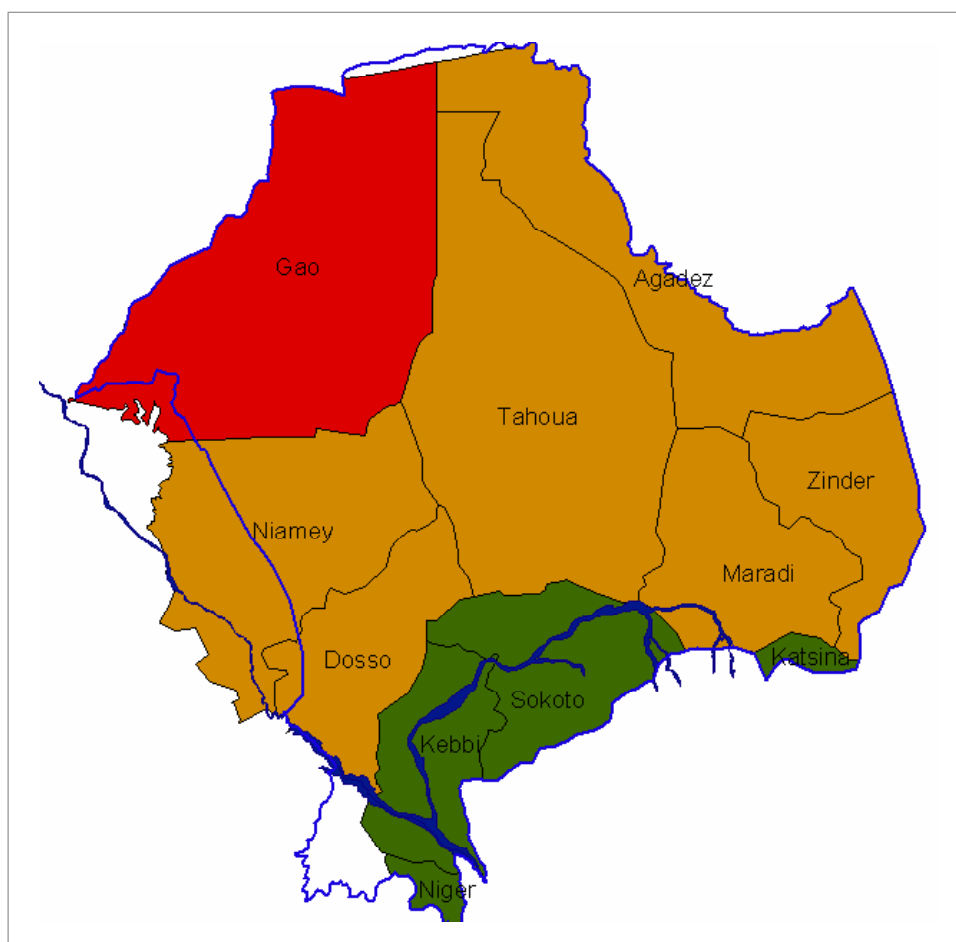 Gao
Agadez
Tahoua
Zinder
Niamey
Maradi
Dosso
Katsina
Sokoto
Kebbi
Niger